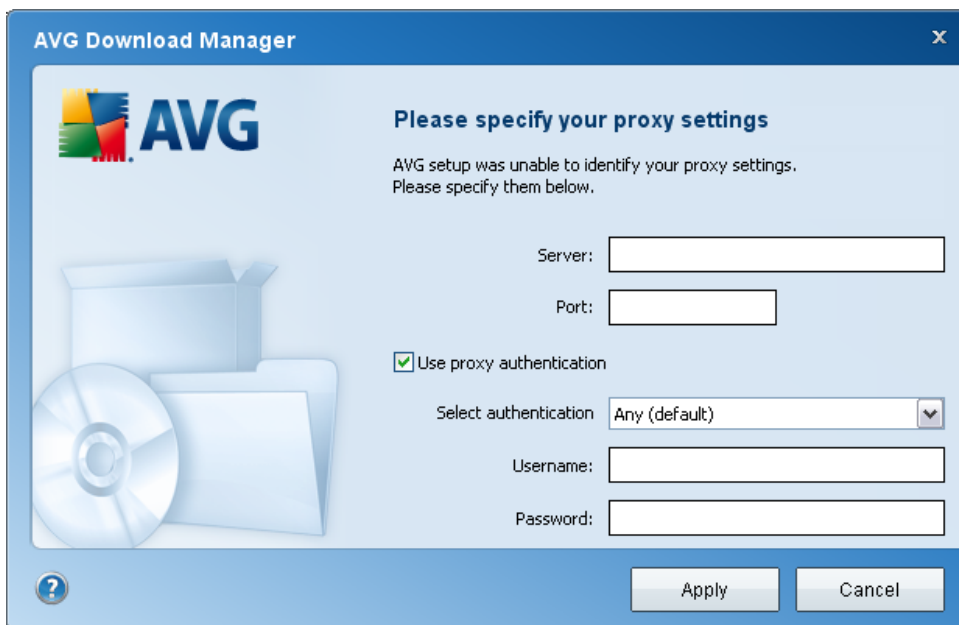 AVG Download Manager
x
AVG
Please specify your proxy settings
AVG setup was unable to identify your proxy settings.
Please specify them below.
Server:
Port:
Use proxy authentication
Select authentication Any (default)
Username:
Password:
?
Apply Cancel